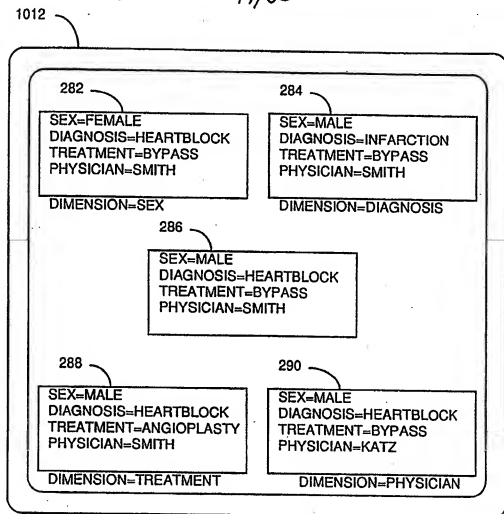 1012
282
SEX=FEMALE
DIAGNOSIS=HEARTBLOCK
TREATMENT=BYPASS
PHYSICIAN=SMITH
DIMENSION=SEX
284
SEX=MALE
DIAGNOSIS=INFARCTION
TREATMENT=BYPASS
PHYSICIAN=SMITH
DIMENSION=DIAGNOSIS
286
SEX=MALE
DIAGNOSIS=HEARTBLOCK
TREATMENT=BYPASS
PHYSICIAN=SMITH
288
SEX=MALE
DIAGNOSIS=HEARTBLOCK
TREATMENT=ANGIOPLASTY
PHYSICIAN=SMITH
DIMENSION=TREATMENT
290
SEX=MALE
DIAGNOSIS=HEARTBLOCK
TREATMENT=BYPASS
PHYSICIAN=KATZ
DIMENSION=PHYSICIAN